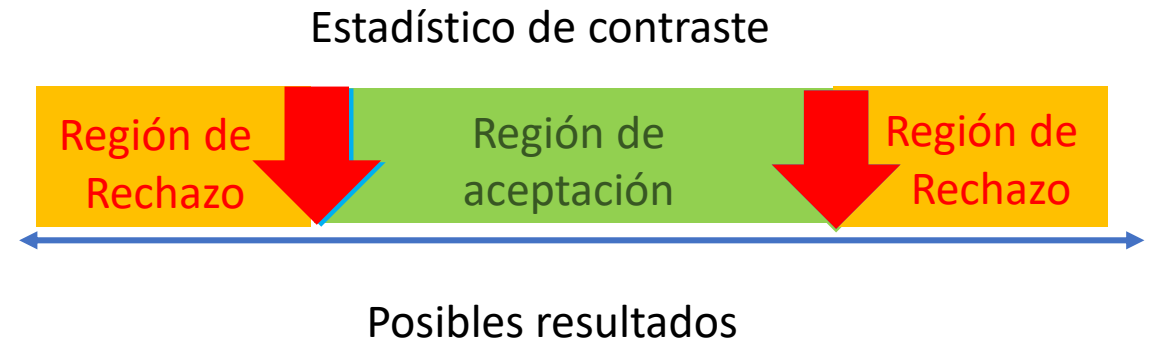 Estadístico de contraste
Región de
Rechazo
Región de
aceptación
Región de
Rechazo
Posibles resultados